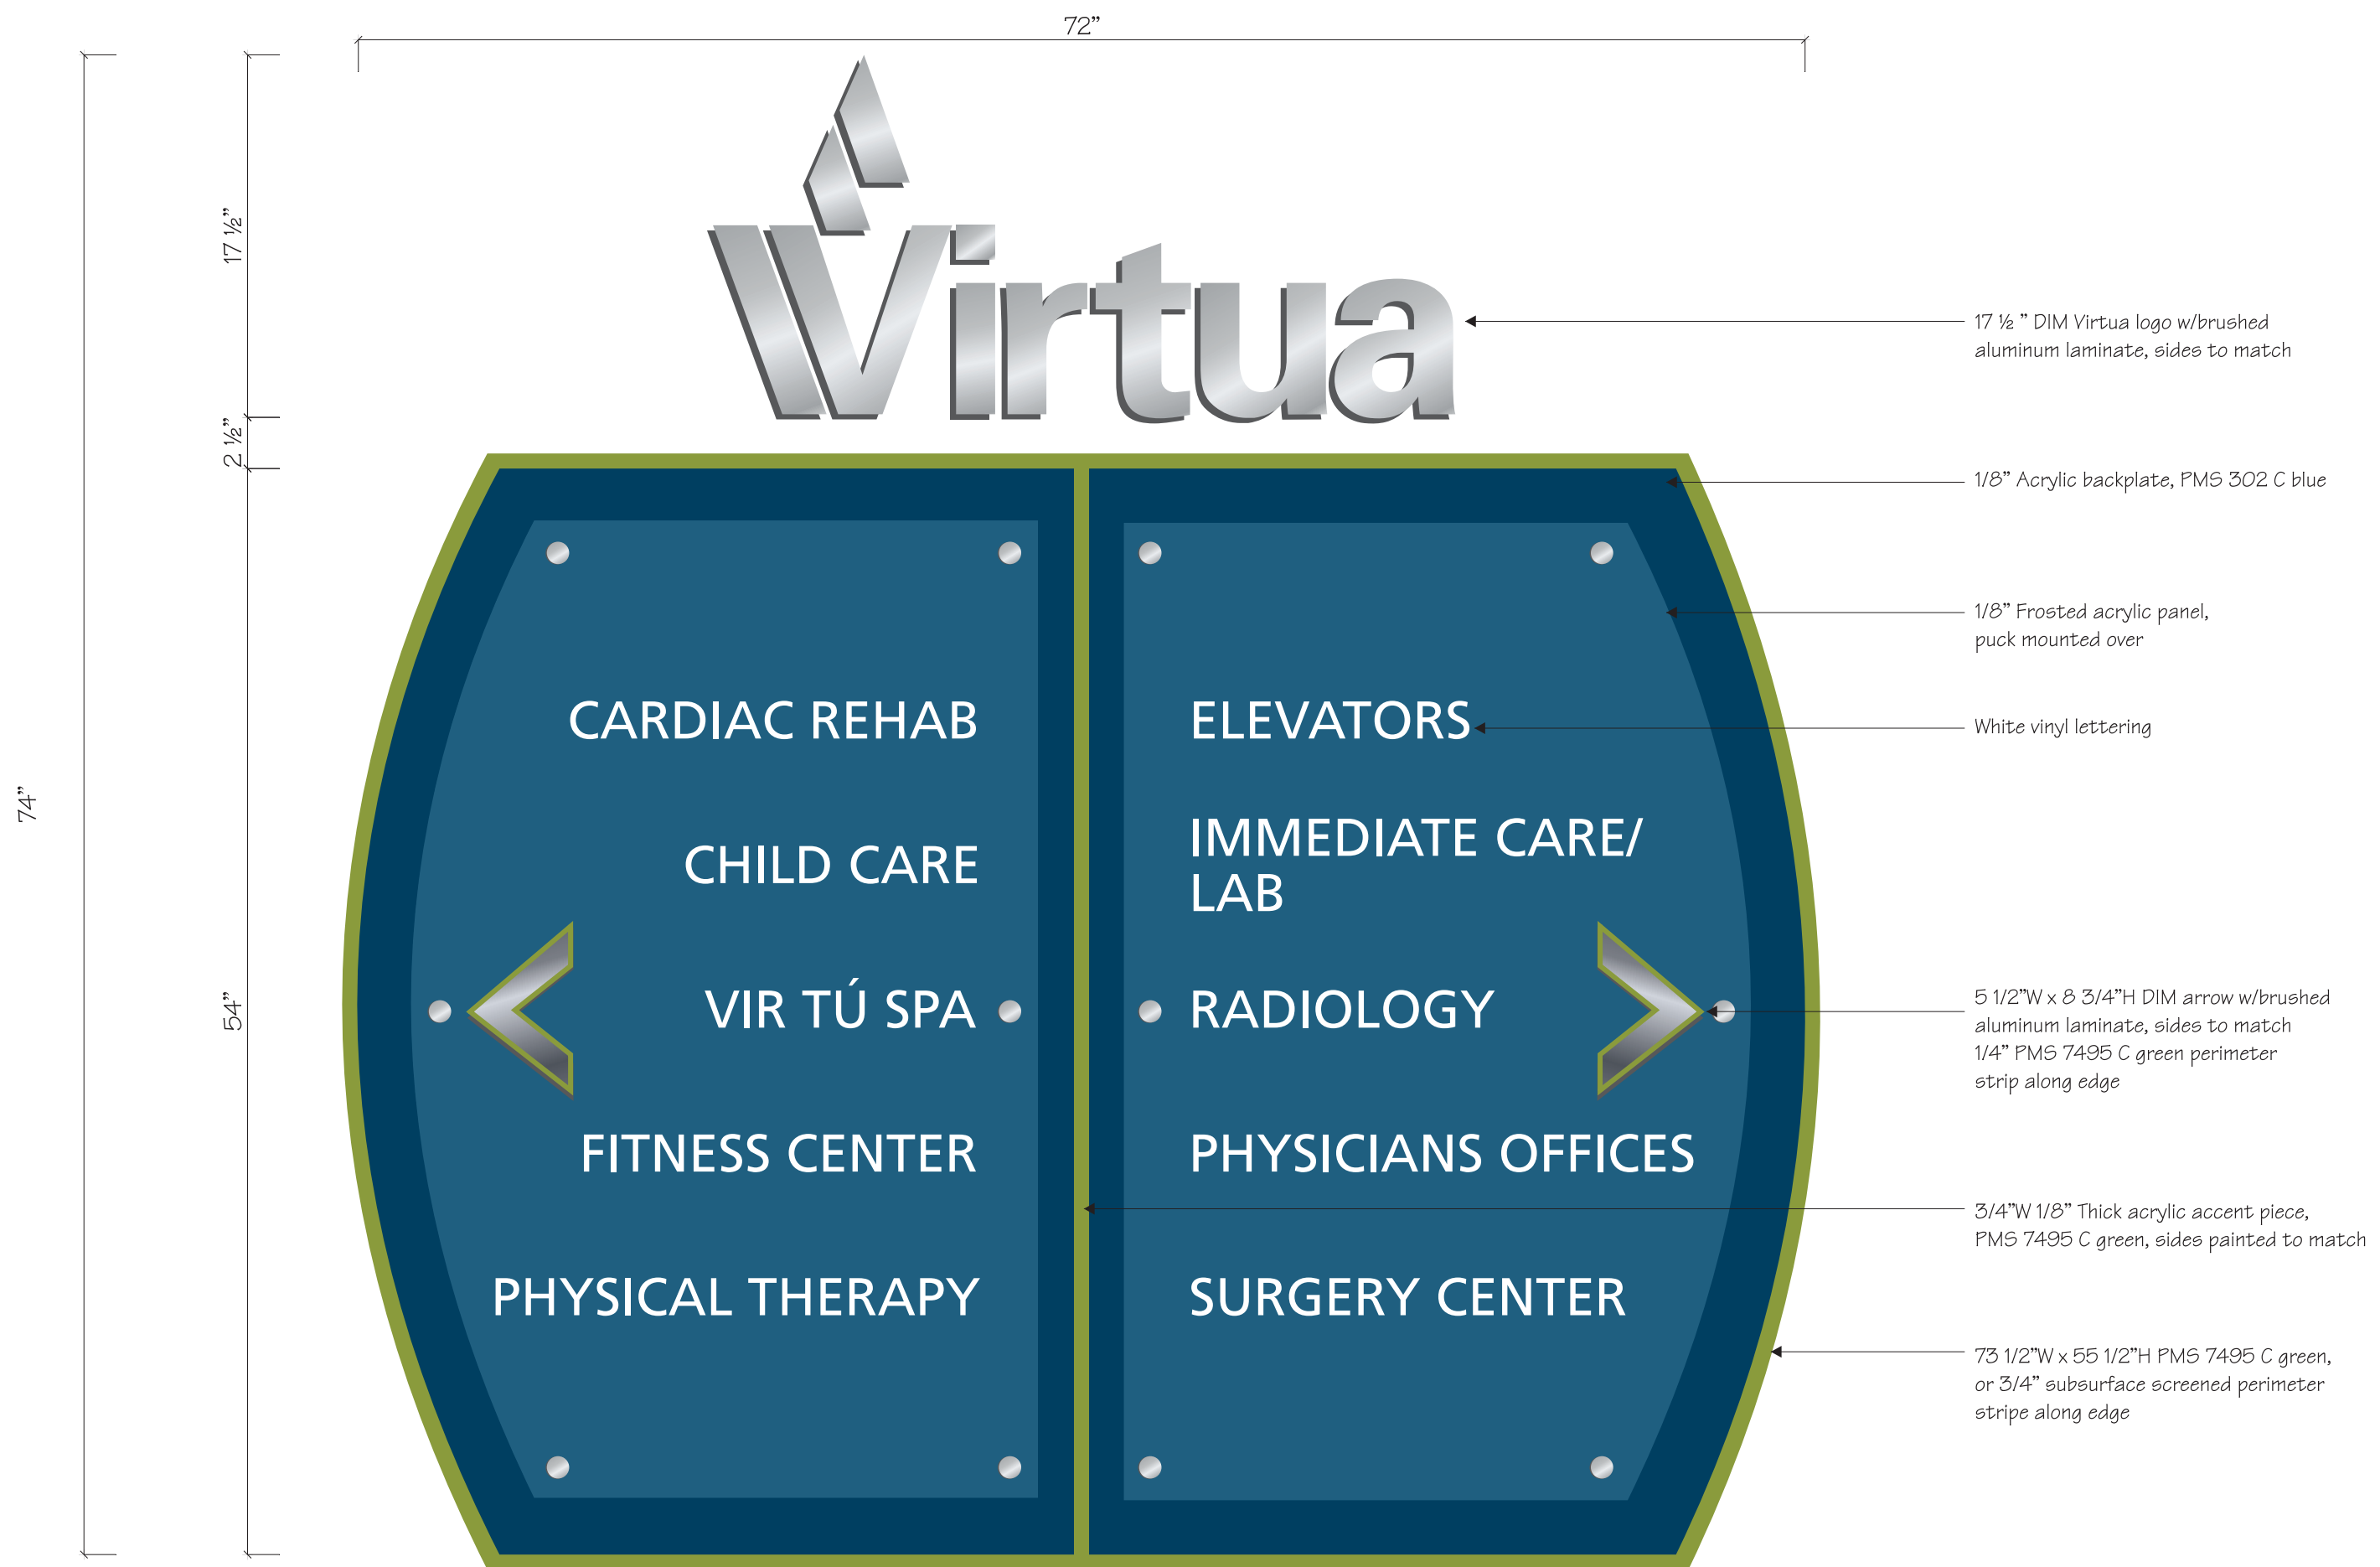 72”
17 ½”
2 ½”
54”
74”
Virtua
17 ½ ” DIM Virtua logo w/brushed
aluminum laminate, sides to match
1/8” Acrylic backplate, PMS 302 C blue
1/8” Frosted acrylic panel,
puck mounted over
White vinyl lettering
5 1/2”W x 8 3/4”H DIM arrow w/brushed
aluminum laminate, sides to match
1/4” PMS 7495 C green perimeter
strip along edge
3/4”W 1/8” Thick acrylic accent piece,
PMS 7495 C green, sides painted to match
73 1/2”W x 55 1/2”H PMS 7495 C green,
or 3/4” subsurface screened perimeter
stripe along edge
CARDIAC REHAB
CHILD CARE
VIR TÚ SPA
FITNESS CENTER
PHYSICAL THERAPY
ELEVATORS
IMMEDIATE CARE/
LAB
RADIOLOGY
PHYSICIANS OFFICES
SURGERY CENTER